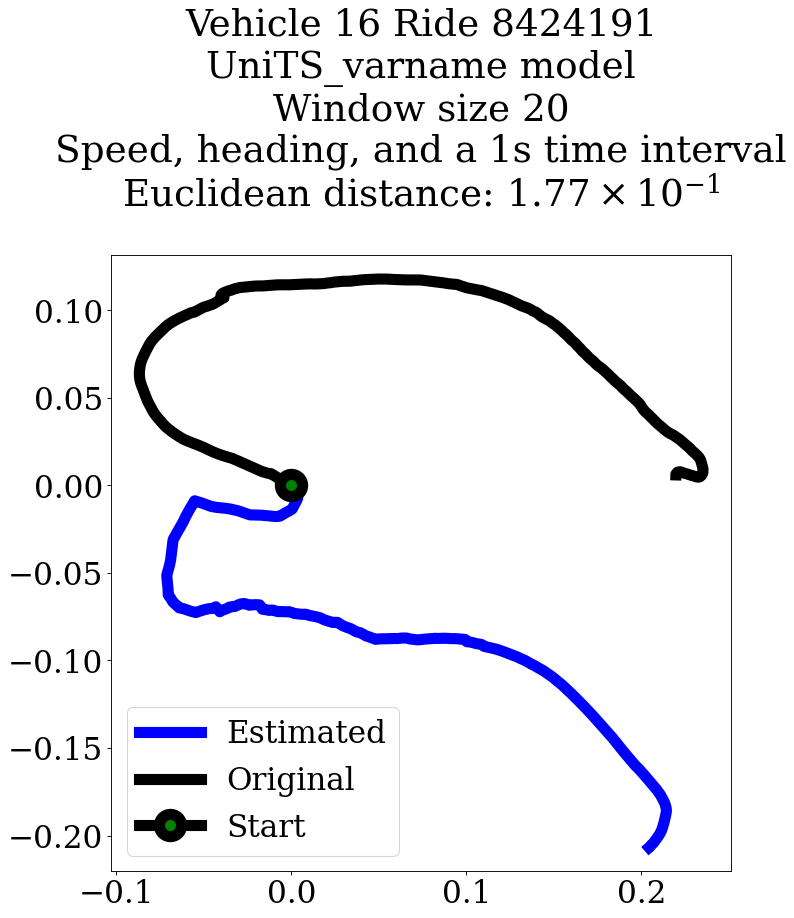 Vehicle 16 Ride 8424191
UniTS_varname model
Window size 20
Speed, heading, and a 1s time interval
Euclidean distance: 1.77 × 10⁻¹
0.10
0.05
0.00
−0.05
−0.10
−0.15
−0.20
Estimated
Original
Start
−0.1 0.0 0.1 0.2